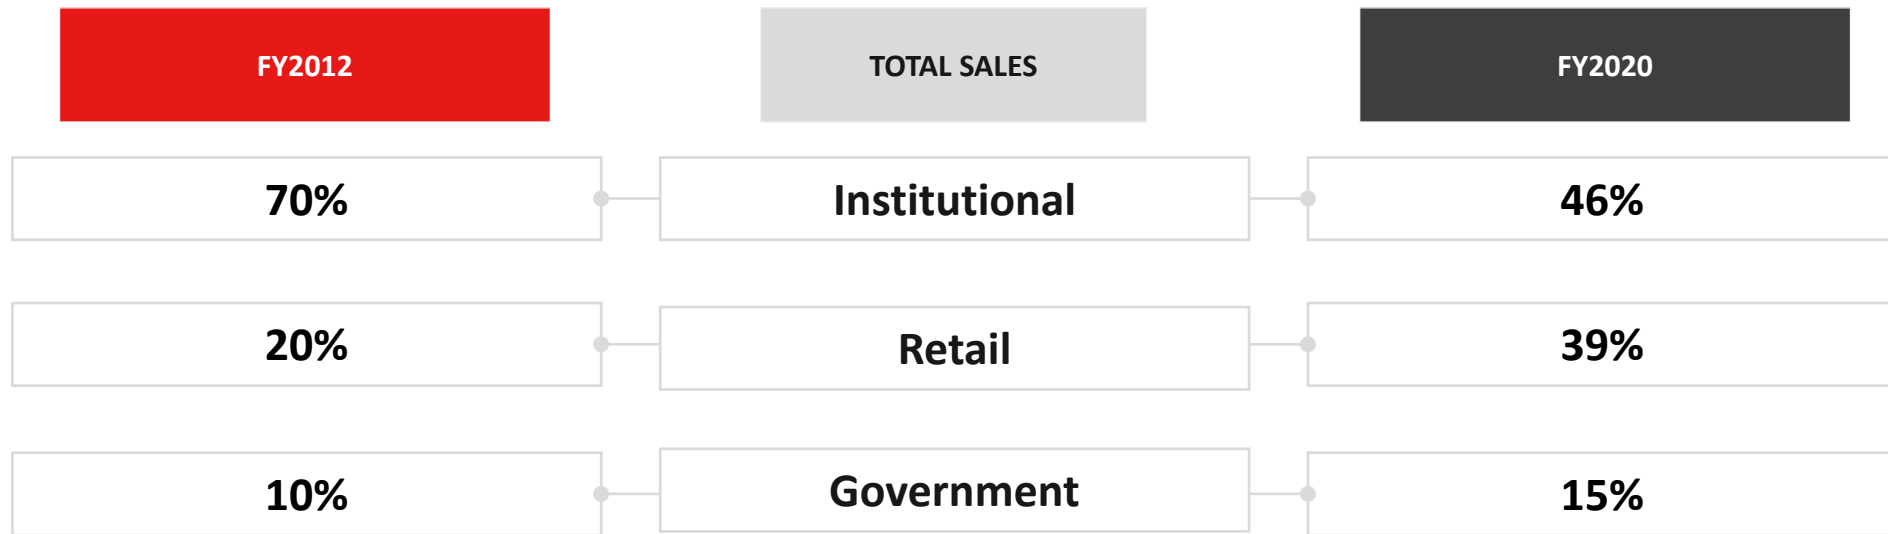 FY2012
TOTAL SALES
FY2020
70%
Institutional
46%
20%
Retail
39%
10%
Government
15%